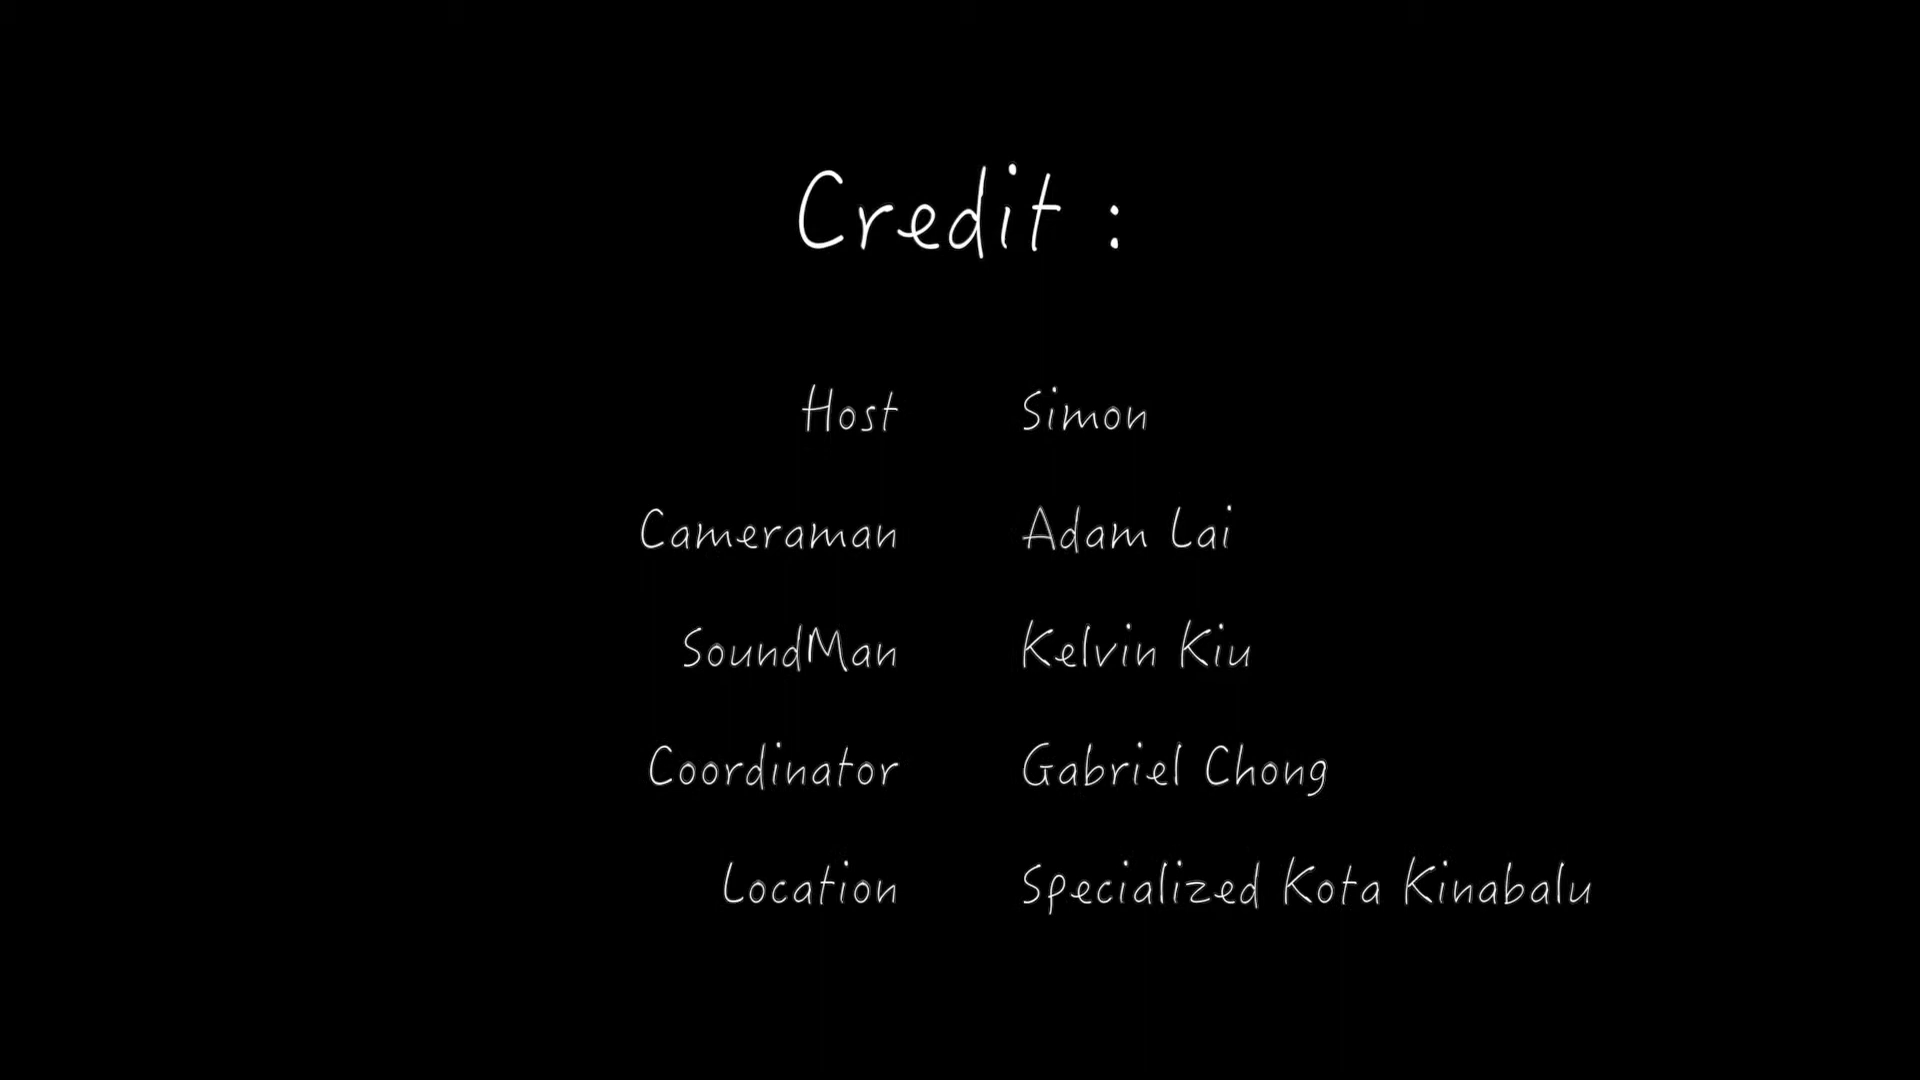 Credit :
Host Simon
Cameraman Adam Lai
SoundMan Kelvin Kiu
Coordinator Gabriel Chong
Location Specialized Kota Kinabalu